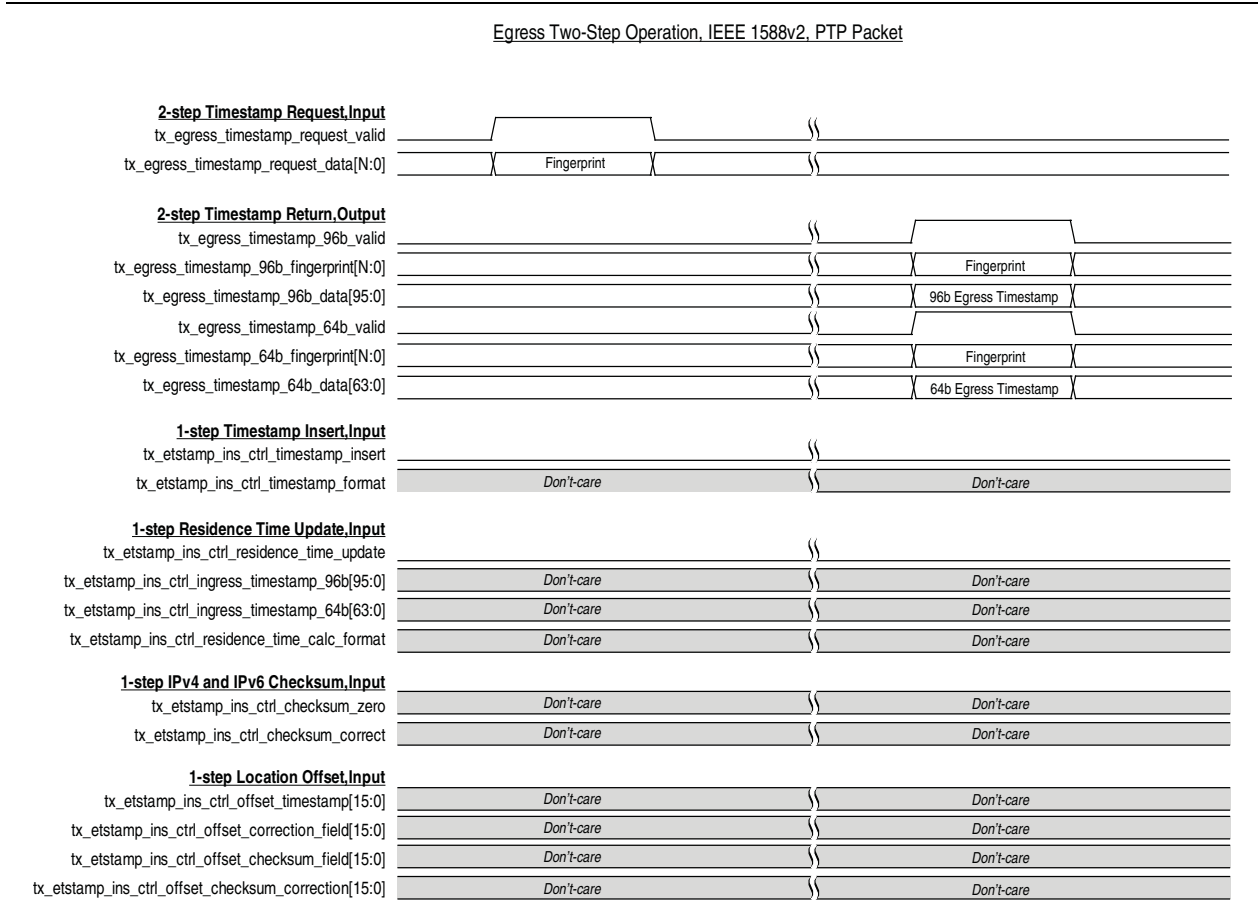 Egress Two-Step Operation, IEEE 1588v2, PTP Packet
2-step Timestamp Request,Input
tx_egress_timestamp_request_valid
tx_egress_timestamp_request_data[N:0] Fingerprint
2-step Timestamp Return,Output
tx_egress_timestamp_96b_valid
tx_egress_timestamp_96b_fingerprint[N:0] Fingerprint
tx_egress_timestamp_96b_data[95:0] 96b Egress Timestamp
tx_egress_timestamp_64b_valid
tx_egress_timestamp_64b_fingerprint[N:0] Fingerprint
tx_egress_timestamp_64b_data[63:0] 64b Egress Timestamp
1-step Timestamp Insert,Input
tx_etstamp_ins_ctrl_timestamp_insert
tx_etstamp_ins_ctrl_timestamp_format Don't-care Don't-care
1-step Residence Time Update,Input
tx_etstamp_ins_ctrl_residence_time_update
tx_etstamp_ins_ctrl_ingress_timestamp_96b[95:0] Don't-care Don't-care
tx_etstamp_ins_ctrl_ingress_timestamp_64b[63:0] Don't-care Don't-care
tx_etstamp_ins_ctrl_residence_time_calc_format Don't-care Don't-care
1-step IPv4 and IPv6 Checksum,Input
tx_etstamp_ins_ctrl_checksum_zero Don't-care Don't-care
tx_etstamp_ins_ctrl_checksum_correct Don't-care Don't-care
1-step Location Offset,Input
tx_etstamp_ins_ctrl_offset_timestamp[15:0] Don't-care Don't-care
tx_etstamp_ins_ctrl_offset_correction_field[15:0] Don't-care Don't-care
tx_etstamp_ins_ctrl_offset_checksum_field[15:0] Don't-care Don't-care
tx_etstamp_ins_ctrl_offset_checksum_correction[15:0] Don't-care Don't-care